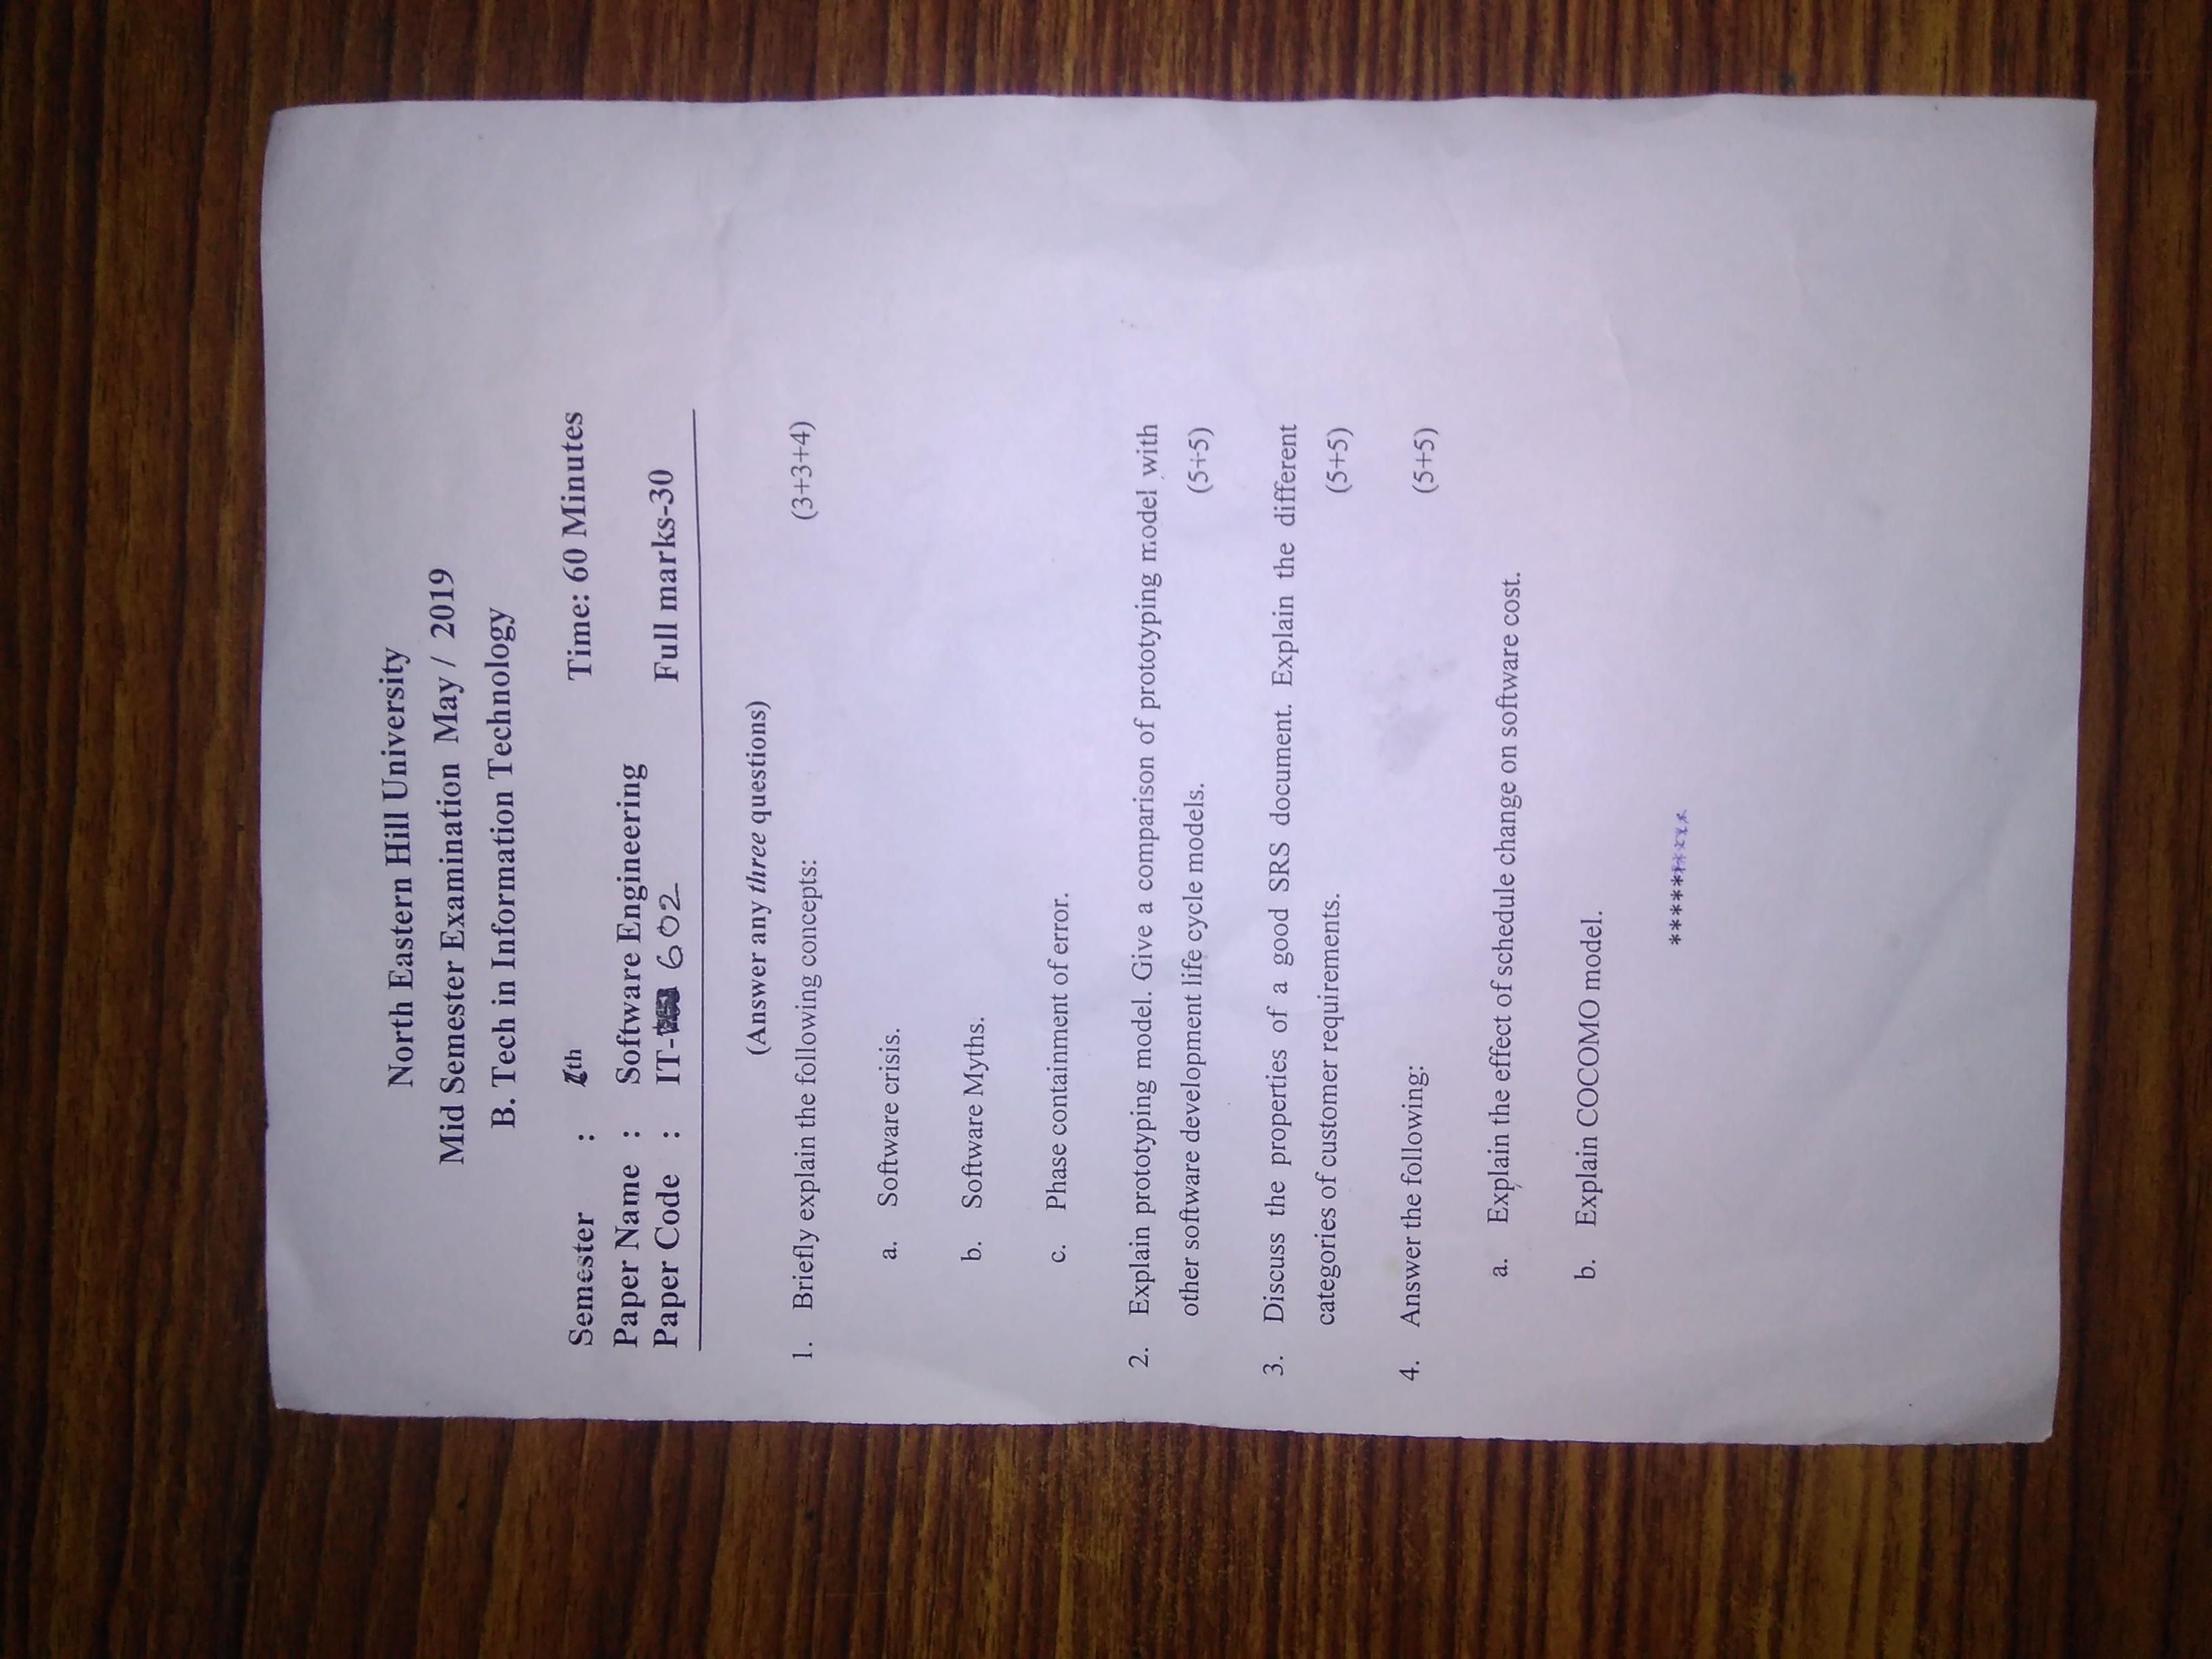 North Eastern Hill University
Mid Semester Examination May / 2019
B. Tech in Information Technology
Semester : th Time: 60 Minutes
Paper Name : Software Engineering
Paper Code : IT- 602 Full marks-30
(Answer any three questions)
1. Briefly explain the following concepts: (3+3+4)
a. Software crisis.
b. Software Myths.
c. Phase containment of error.
2. Explain prototyping model. Give a comparison of prototyping model with
other software development life cycle models. (5+5)
3. Discuss the properties of a good SRS document. Explain the different
categories of customer requirements. (5+5)
4. Answer the following: (5+5)
a. Explain the effect of schedule change on software cost.
b. Explain COCOMO model.
*********